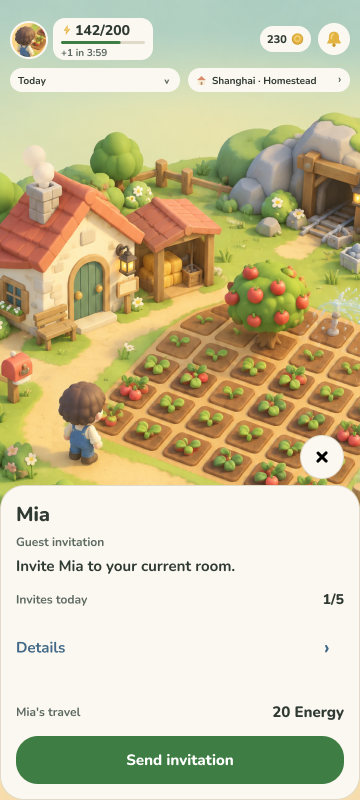 142/200
+1 in 3:59
230
Today
Shanghai · Homestead
Mia
Guest invitation
Invite Mia to your current room.
Invites today 1/5
Details
Mia's travel 20 Energy
Send invitation